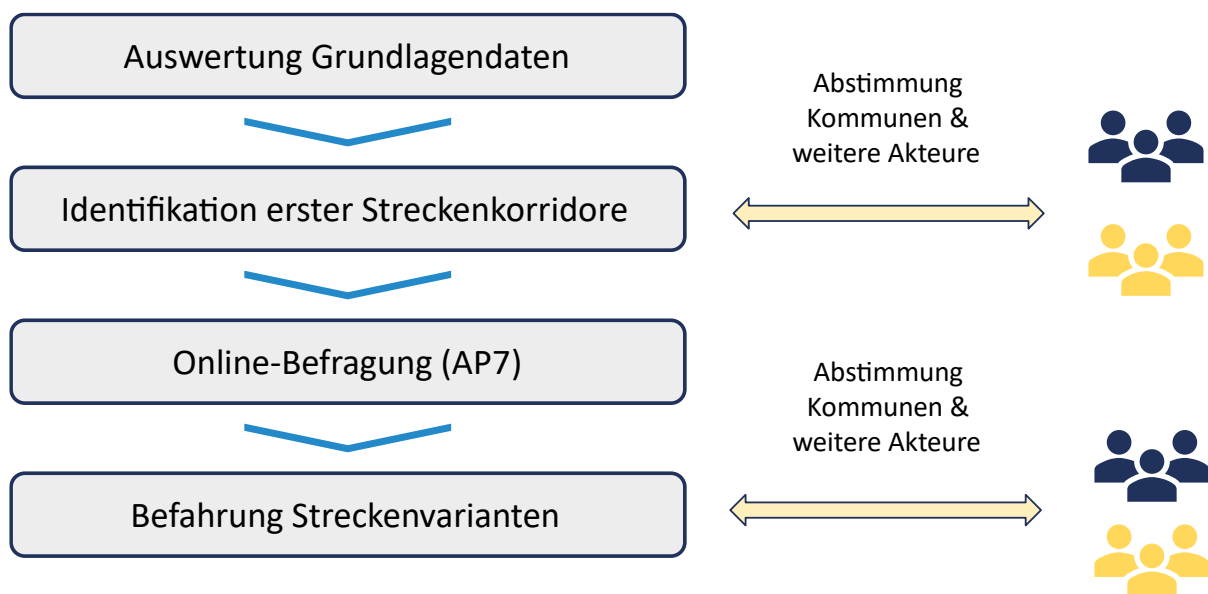 Auswertung Grundlagendaten
Abstimmung
Kommunen &
weitere Akteure
Identifikation erster Streckenkorridore
Online-Befragung (AP7)
Abstimmung
Kommunen &
weitere Akteure
Befahrung Streckenvarianten